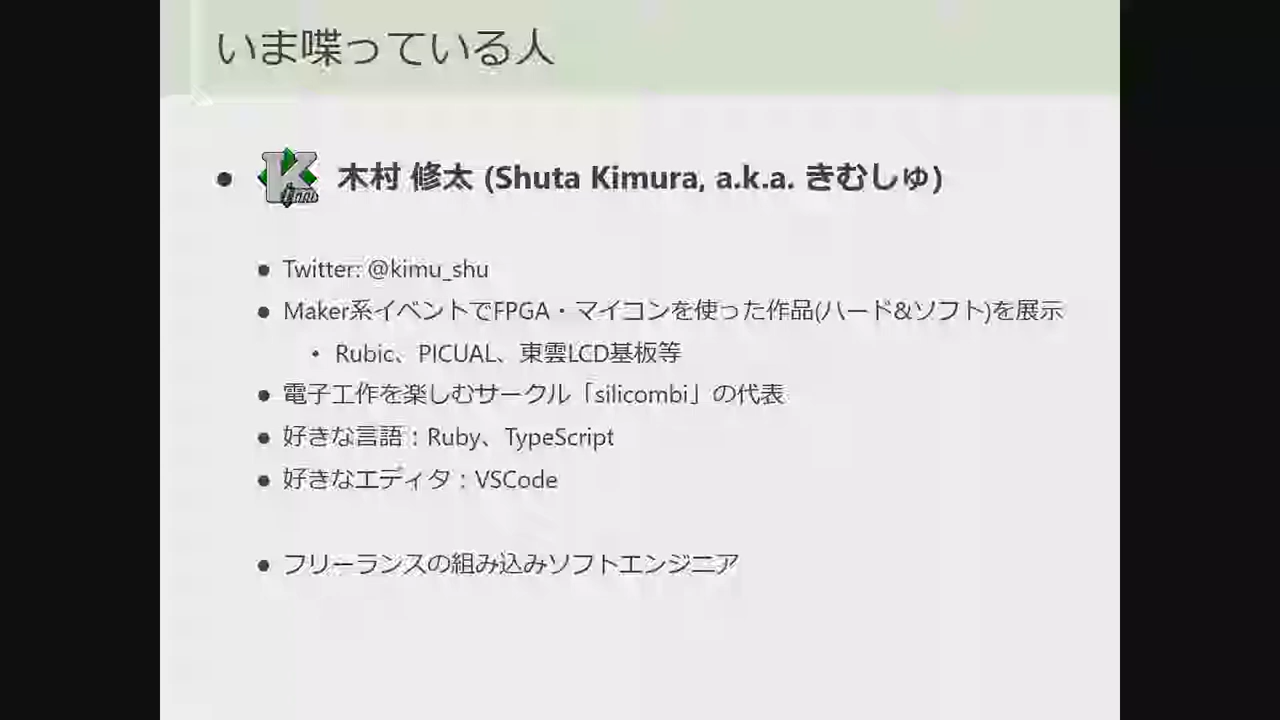 いま喋っている人
木村 修太 (Shuta Kimura, a.k.a. きむしゅ)
Twitter: @kimu_shu
Maker系イベントでFPGA・マイコンを使った作品(ハード&ソフト)を展示
Rubic、PICUAL、東雲LCD基板等
電子工作を楽しむサークル「silicombi」の代表
好きな言語：Ruby、TypeScript
好きなエディタ：VSCode
フリーランスの組み込みソフトエンジニア